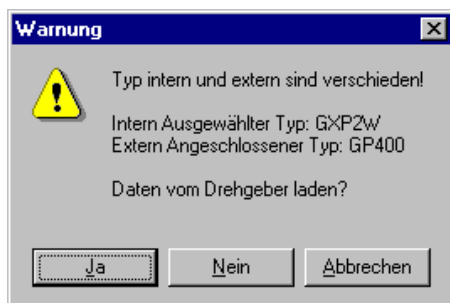 Warnung
Typ intern und extern sind verschieden!
Intern Ausgewählter Typ: GXP2W
Extern Angeschlossener Typ: GP400
Daten vom Drehgeber laden?
Ja
Nein
Abbrechen